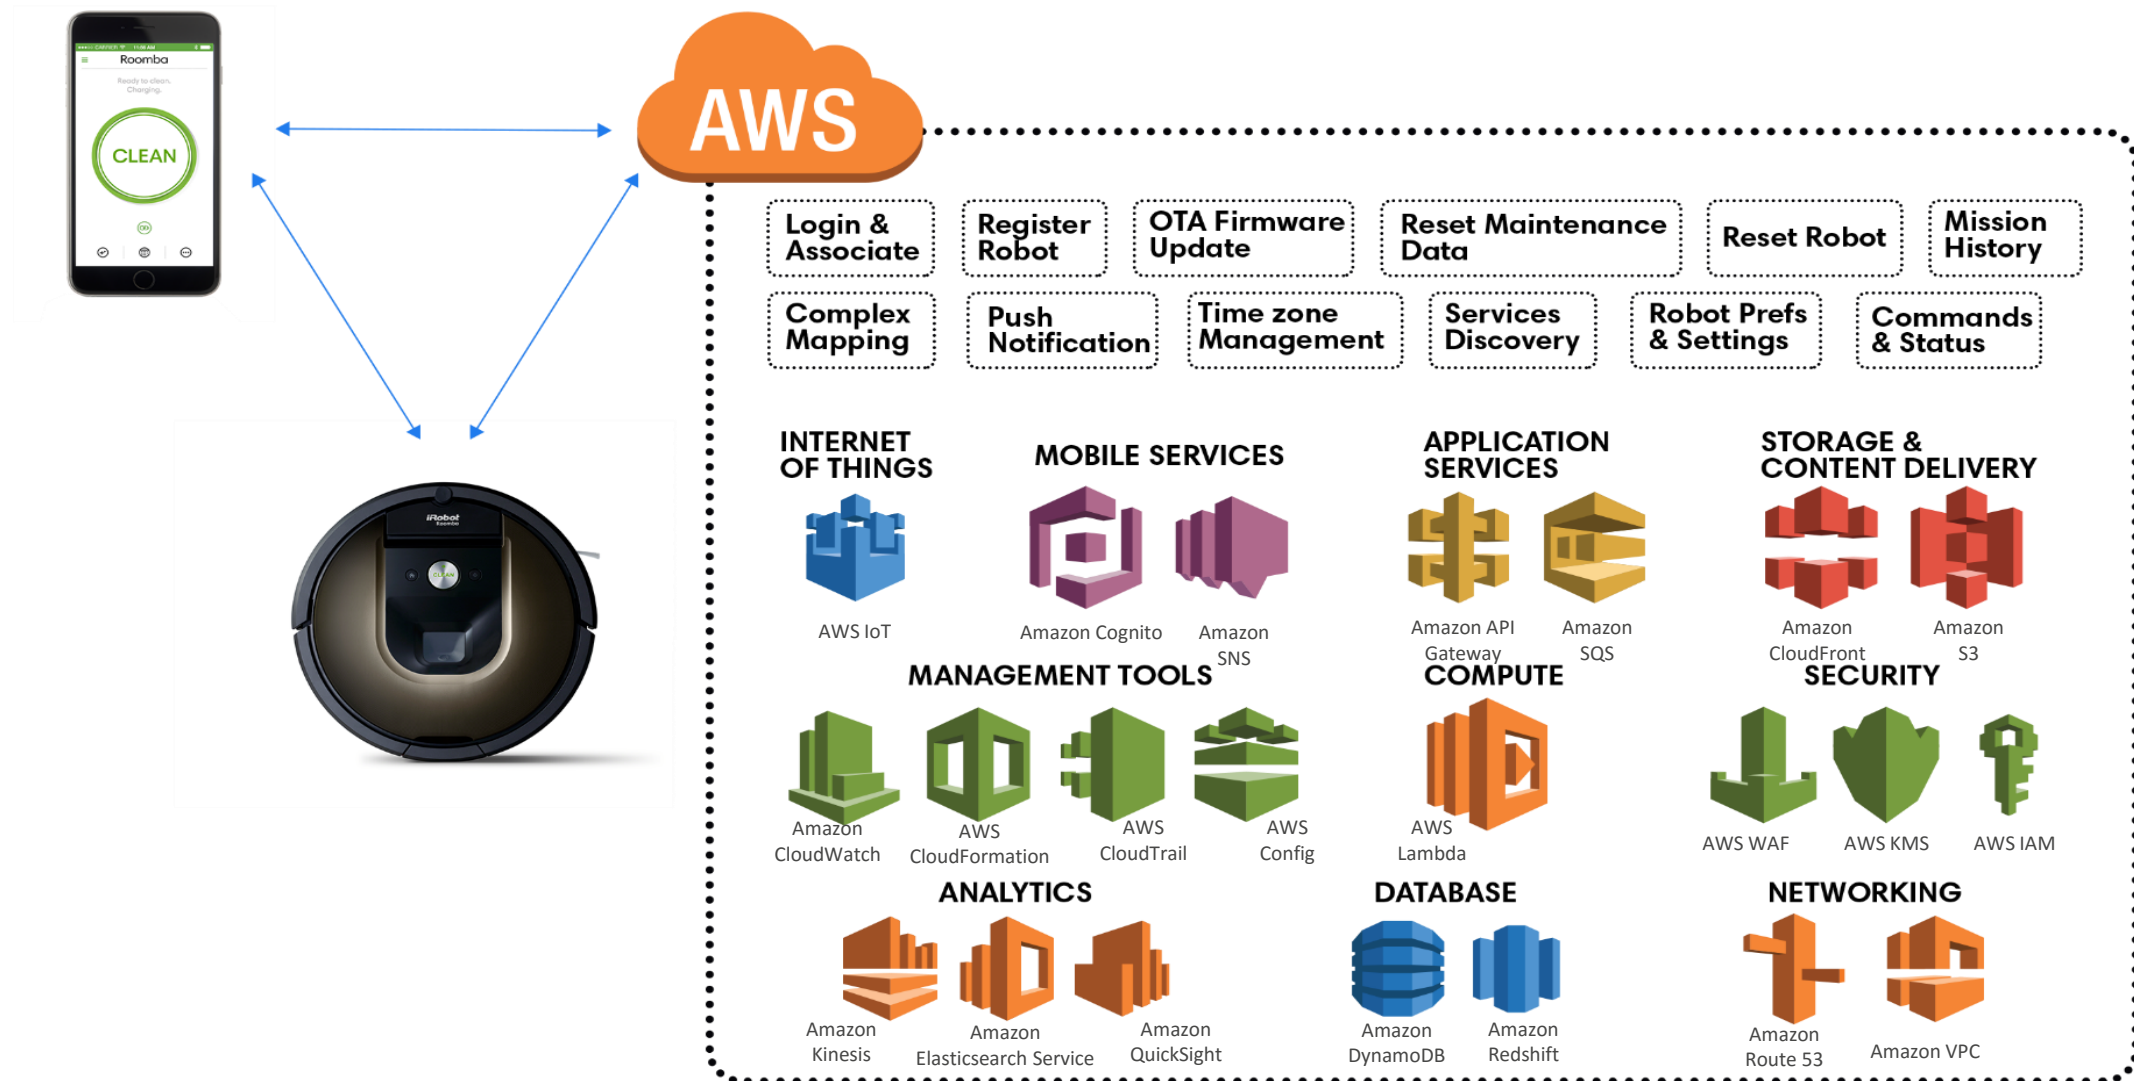 Roomba
Ready to clean.
Charging.
CLEAN
AWS
Login &
Associate
Register
Robot
OTA Firmware
Update
Reset Maintenance
Data
Reset Robot
Mission
History
Complex
Mapping
Push
Notification
Time zone
Management
Services
Discovery
Robot Prefs
& Settings
Commands
& Status
iRobot
Roomba
CLEAN
INTERNET
OF THINGS
AWS IoT
MOBILE SERVICES
Amazon Cognito
Amazon
SNS
APPLICATION
SERVICES
Amazon API
Gateway
Amazon
SQS
STORAGE &
CONTENT DELIVERY
Amazon
CloudFront
Amazon
S3
MANAGEMENT TOOLS
Amazon
CloudWatch
AWS
CloudFormation
AWS
CloudTrail
AWS
Config
COMPUTE
AWS
Lambda
SECURITY
AWS WAF
AWS KMS
AWS IAM
ANALYTICS
Amazon
Kinesis
Amazon
Elasticsearch Service
Amazon
QuickSight
DATABASE
Amazon
DynamoDB
Amazon
Redshift
NETWORKING
Amazon
Route 53
Amazon VPC